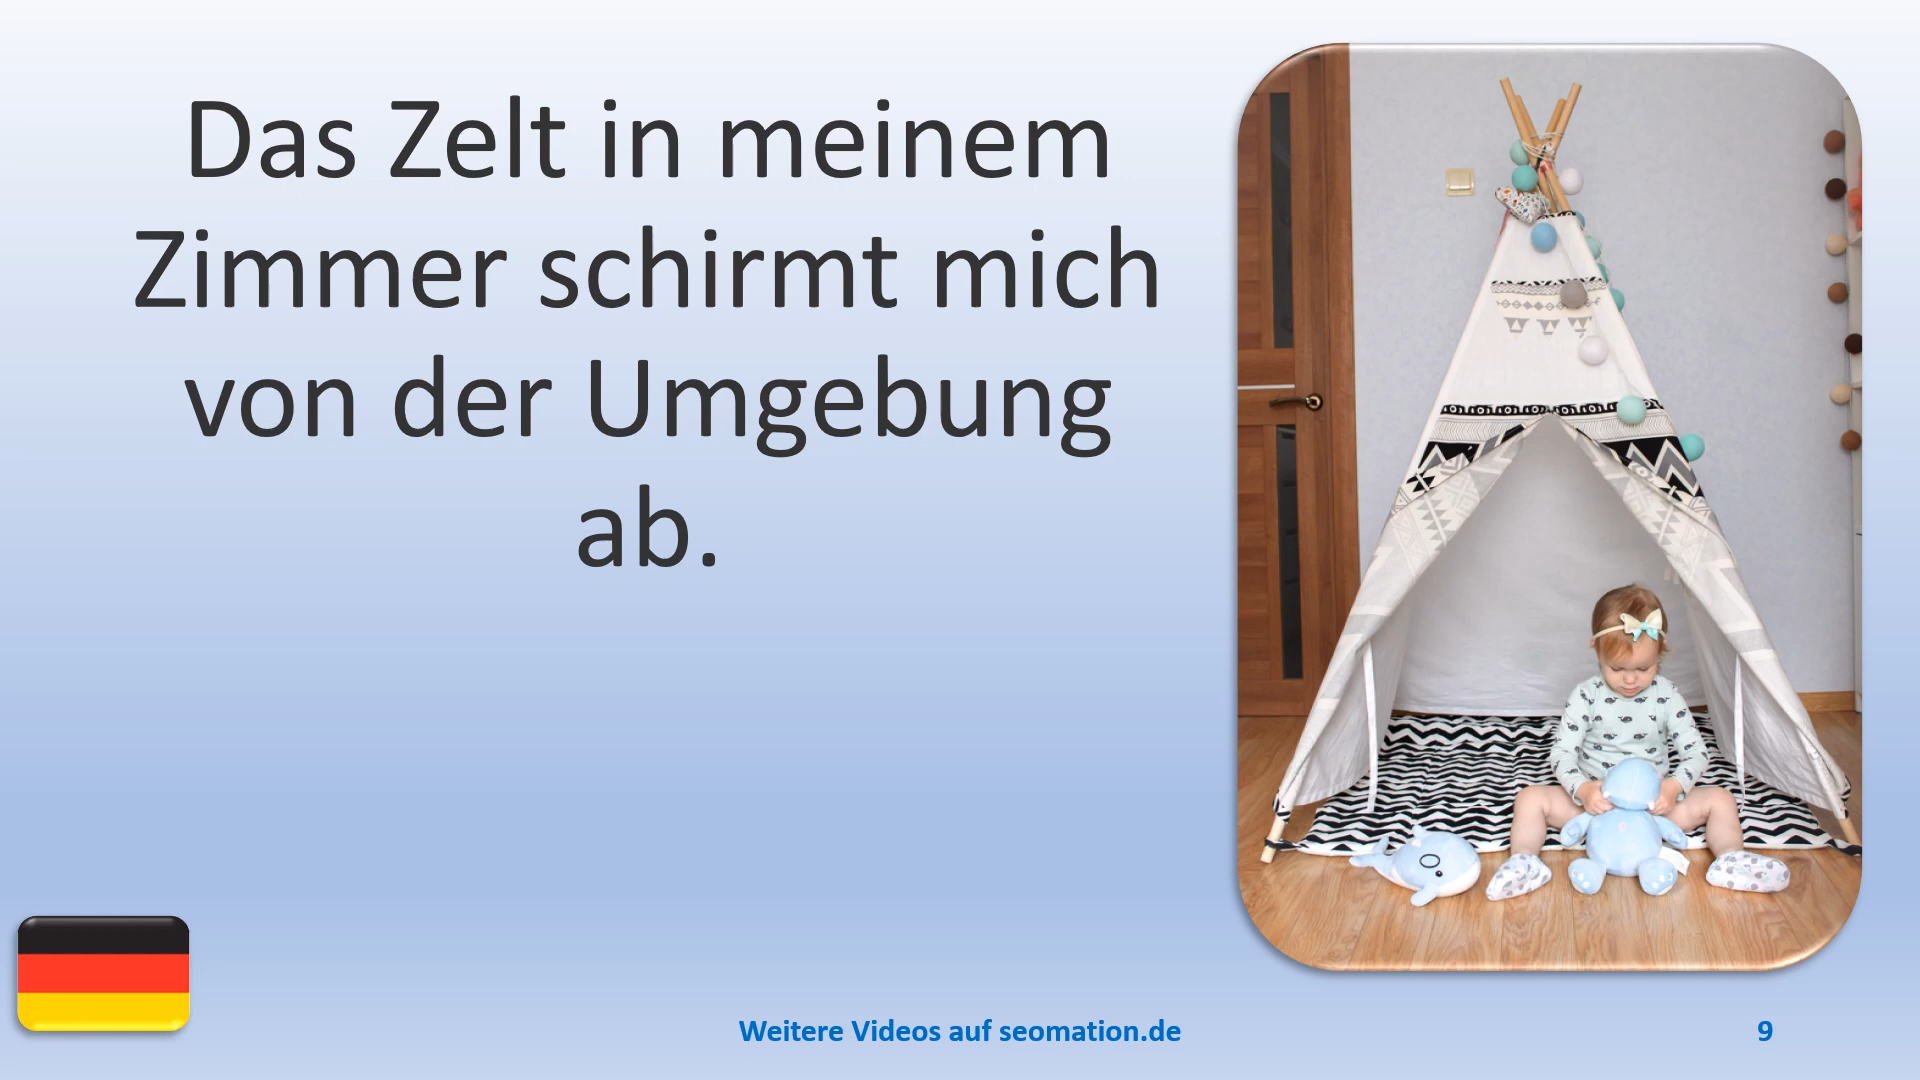 Das Zelt in meinem
Zimmer schirmt mich
von der Umgebung
ab.
Weitere Videos auf seomation.de
9